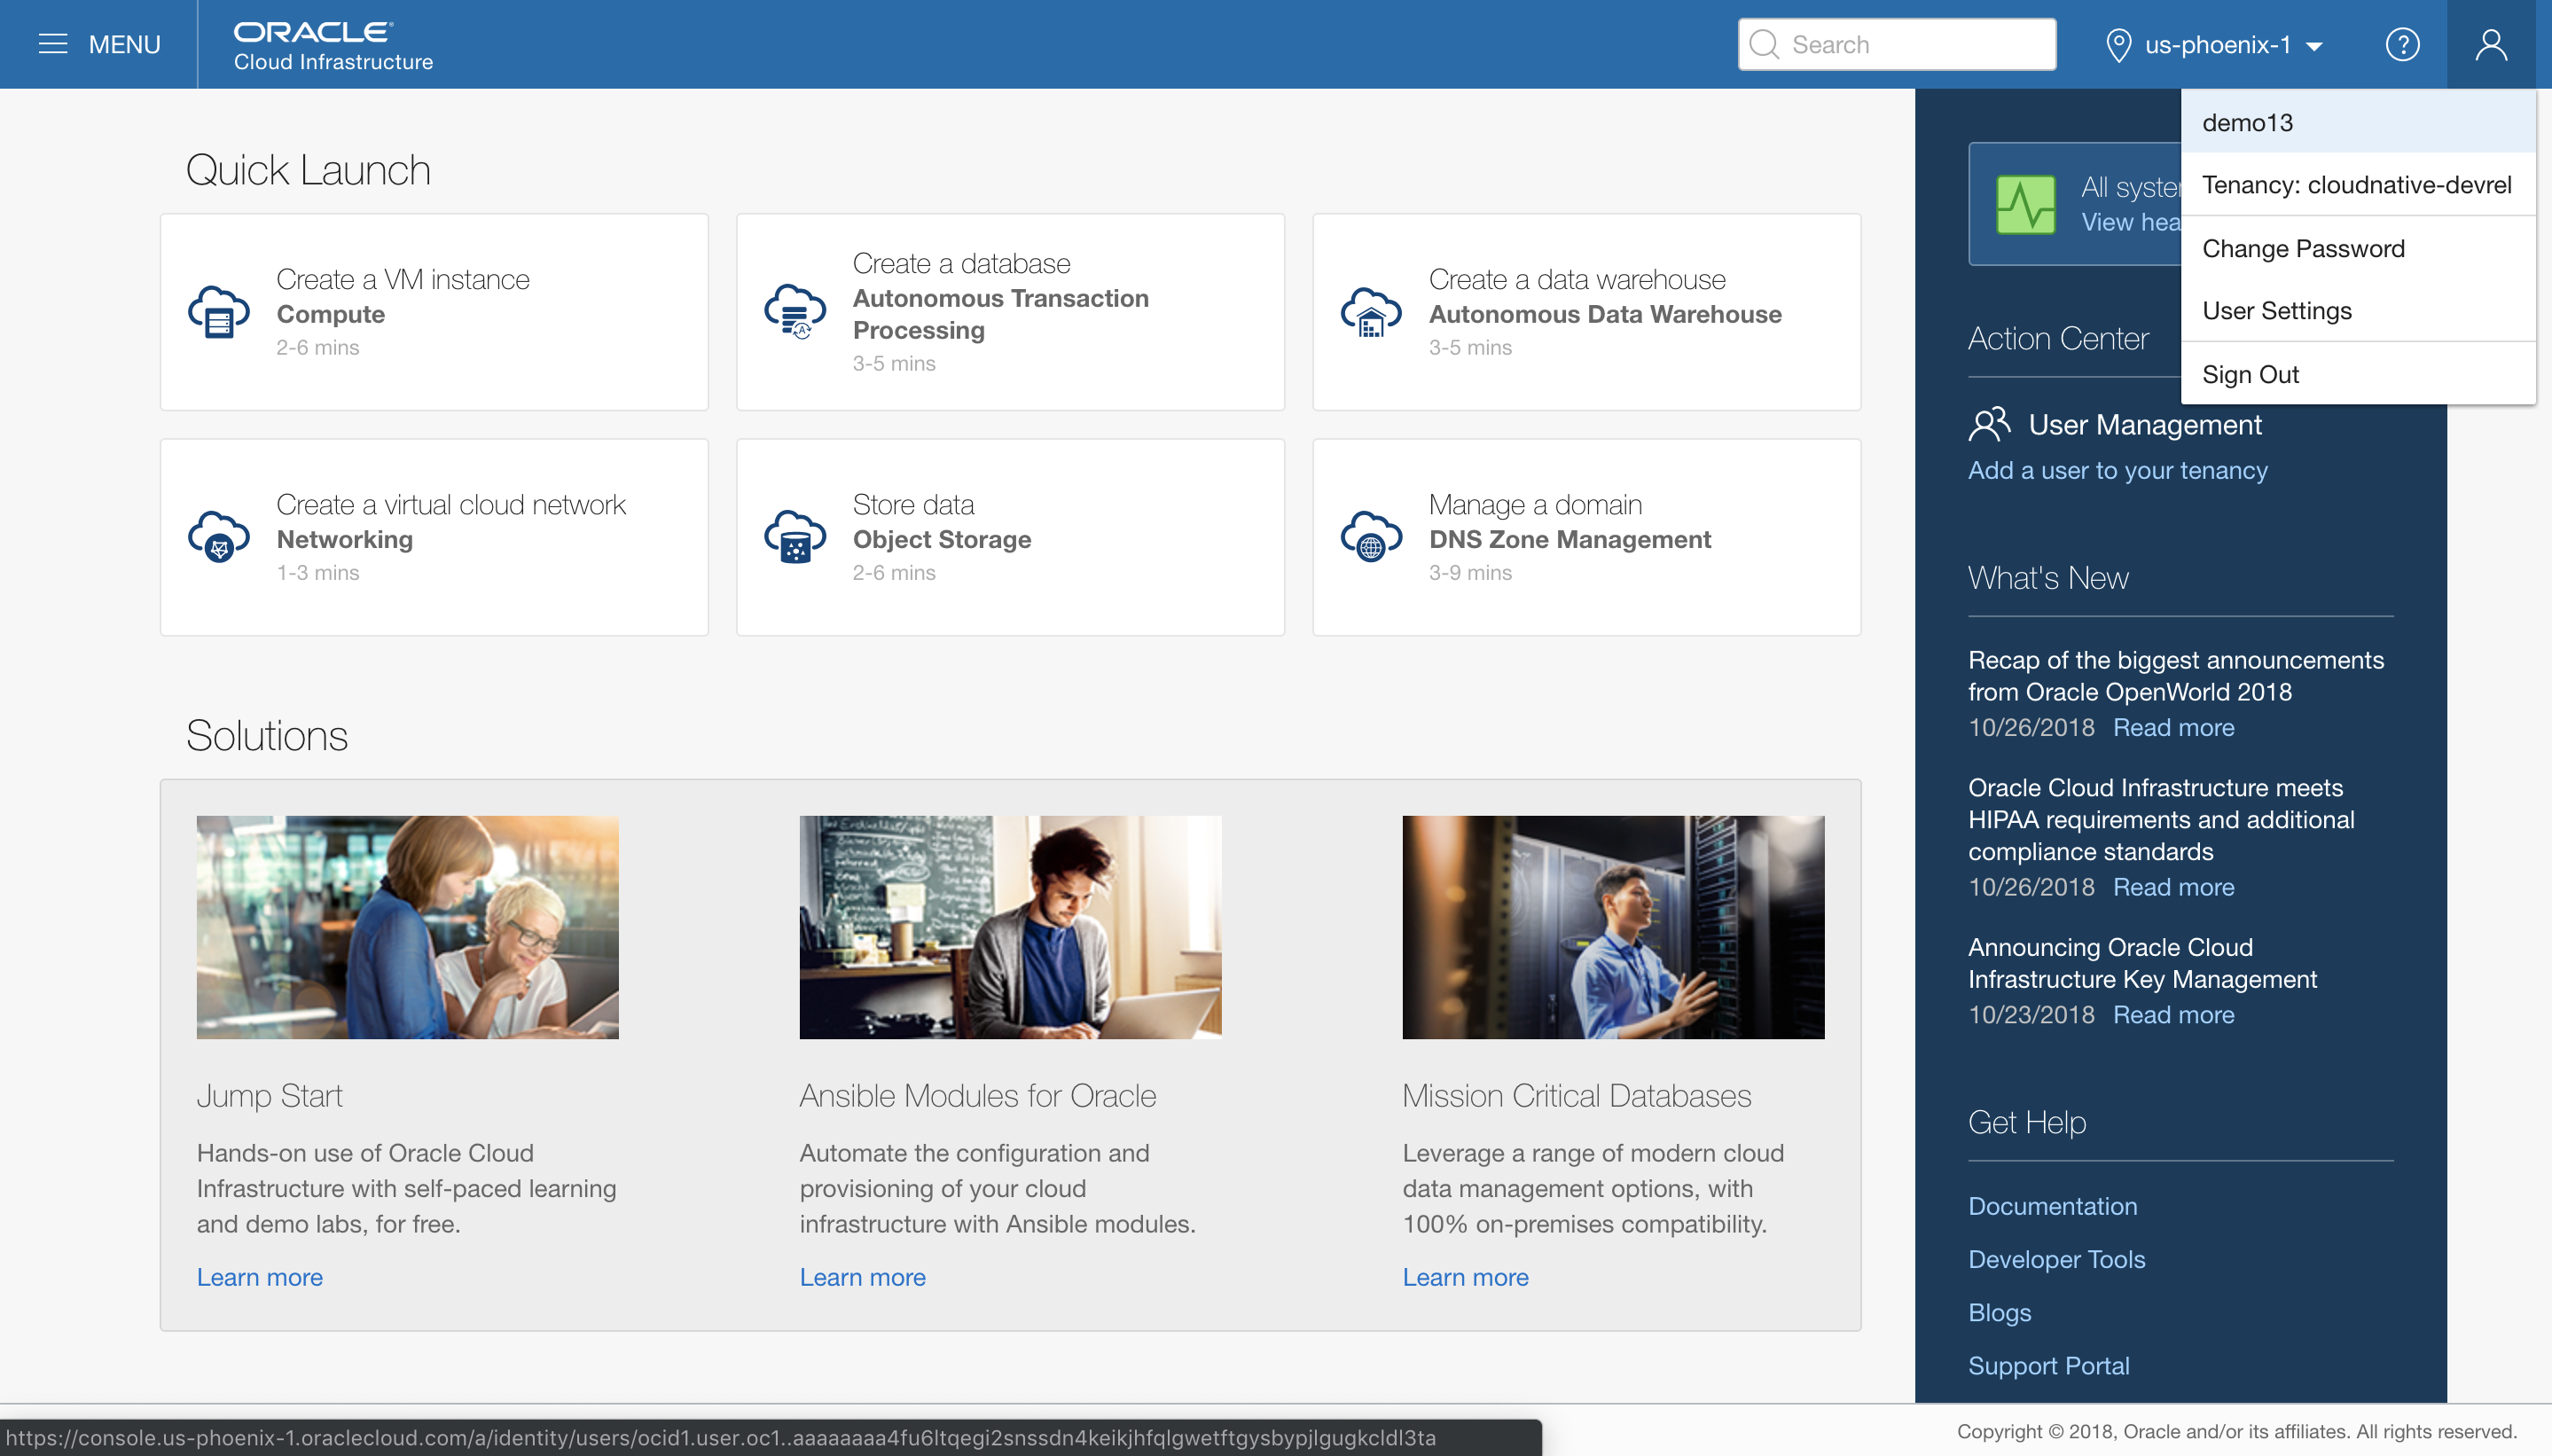 MENU
ORACLE
Cloud Infrastructure
Search
us-phoenix-1
?
demo13
Tenancy: cloudnative-devrel
Change Password
User Settings
Sign Out
Quick Launch
Create a VM instance
Compute
2-6 mins
Create a database
Autonomous Transaction
Processing
3-5 mins
Create a data warehouse
Autonomous Data Warehouse
3-5 mins
Create a virtual cloud network
Networking
1-3 mins
Store data
Object Storage
2-6 mins
Manage a domain
DNS Zone Management
3-9 mins
Solutions
Jump Start
Hands-on use of Oracle Cloud
Infrastructure with self-paced learning
and demo labs, for free.
Learn more
Ansible Modules for Oracle
Automate the configuration and
provisioning of your cloud
infrastructure with Ansible modules.
Learn more
Mission Critical Databases
Leverage a range of modern cloud
data management options, with
100% on-premises compatibility.
Learn more
All syste
View hea
Action Center
User Management
Add a user to your tenancy
What's New
Recap of the biggest announcements
from Oracle OpenWorld 2018
10/26/2018 Read more
Oracle Cloud Infrastructure meets
HIPAA requirements and additional
compliance standards
10/26/2018 Read more
Announcing Oracle Cloud
Infrastructure Key Management
10/23/2018 Read more
Get Help
Documentation
Developer Tools
Blogs
Support Portal
https://console.us-phoenix-1.oraclecloud.com/a/identity/users/ocid1.user.oc1..aaaaaaaa4fu6ltqegi2snssdn4keikjhfqlgwetftgysbypjlgugkcldl3ta
Copyright © 2018, Oracle and/or its affiliates. All rights reserved.